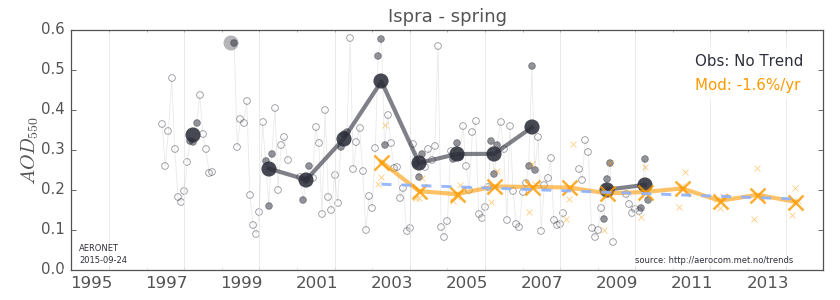 Ispra - spring
0.6
0.5
0.4
0.3
0.2
0.1
0.0
AOD550
Obs: No Trend
Mod: -1.6%/yr
AERONET
2015-09-24
source: http://aerocom.met.no/trends
1995 1997 1999 2001 2003 2005 2007 2009 2011 2013